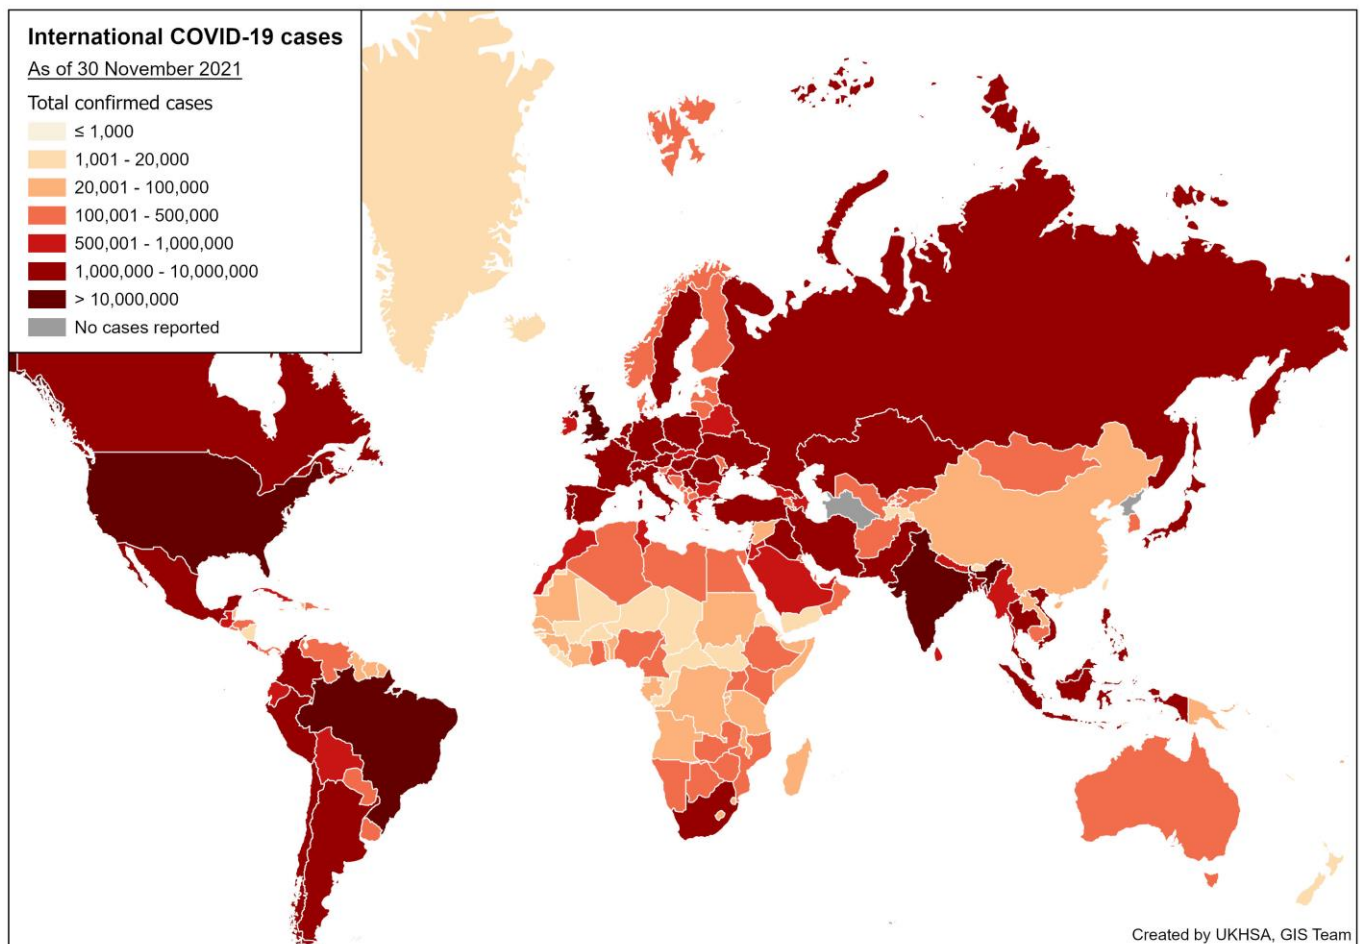 International COVID-19 cases
As of 30 November 2021
Total confirmed cases
≤ 1,000
1,001 - 20,000
20,001 - 100,000
100,001 - 500,000
500,001 - 1,000,000
1,000,000 - 10,000,000
> 10,000,000
No cases reported
Created by UKHSA, GIS Team